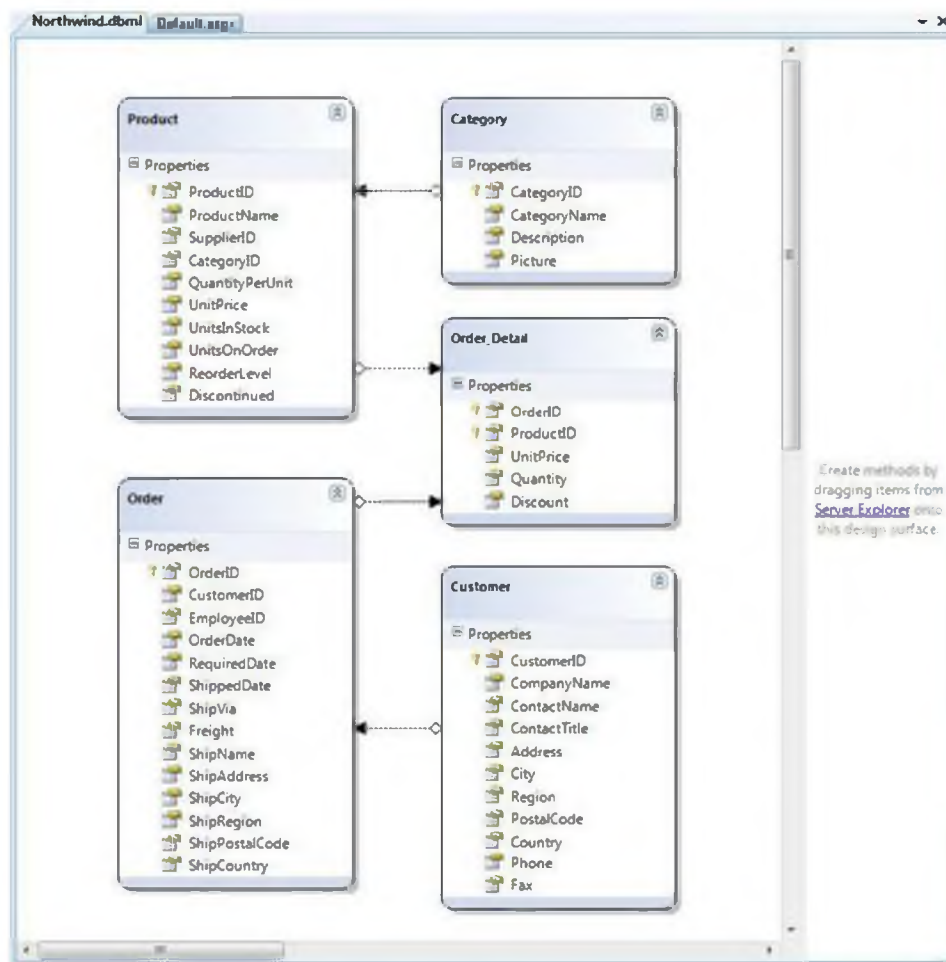 Northwind.dbml Default.aspx
Product
Properties
ProductID
ProductName
SupplierID
CategoryID
QuantityPerUnit
UnitPrice
UnitsInStock
UnitsOnOrder
ReorderLevel
Discontinued
Category
Properties
CategoryID
CategoryName
Description
Picture
Order_Detail
Properties
OrderID
ProductID
UnitPrice
Quantity
Discount
Order
Properties
OrderID
CustomerID
EmployeeID
OrderDate
RequiredDate
ShippedDate
ShipVia
Freight
ShipName
ShipAddress
ShipCity
ShipRegion
ShipPostalCode
ShipCountry
Customer
Properties
CustomerID
CompanyName
ContactName
ContactTitle
Address
City
Region
PostalCode
Country
Phone
Fax
Create methods by
dragging items from
Server Explorer onto
this design surface.